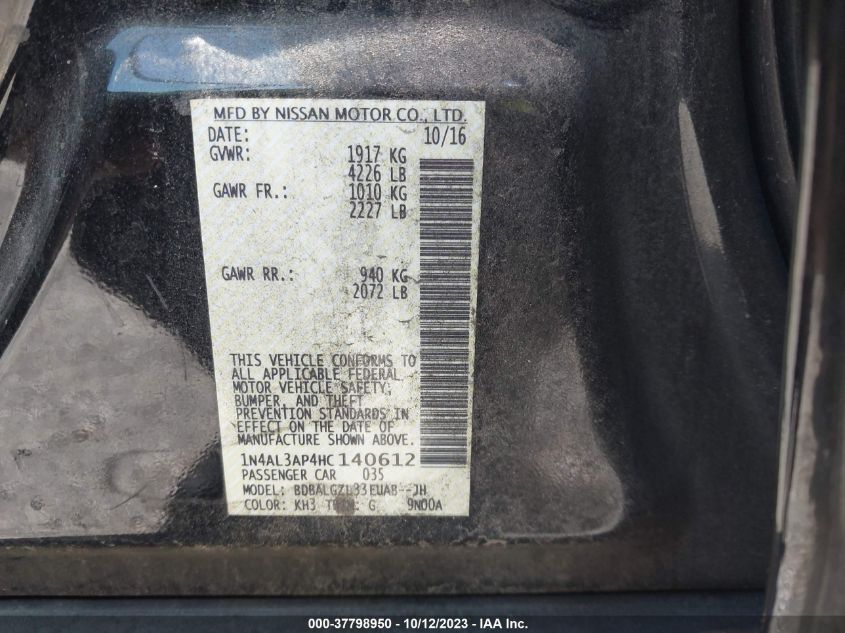 MFD BY NISSAN MOTOR CO., LTD.
DATE: 10/16
GVWR: 1917 KG
4226 LB
GAWR FR.: 1010 KG
2227 LB
GAWR RR.: 940 KG
2072 LB
THIS VEHICLE CONFORMS TO
ALL APPLICABLE FEDERAL
MOTOR VEHICLE SAFETY,
BUMPER, AND THEFT
PREVENTION STANDARDS IN
EFFECT ON THE DATE OF
MANUFACTURE SHOWN ABOVE.
1N4AL3AP4HC140612
PASSENGER CAR 035
MODEL: BDBALGZL33EUAB--JH
COLOR: KH3 TRIM: G 9N00A
000-37798950 - 10/12/2023 - IAA Inc.